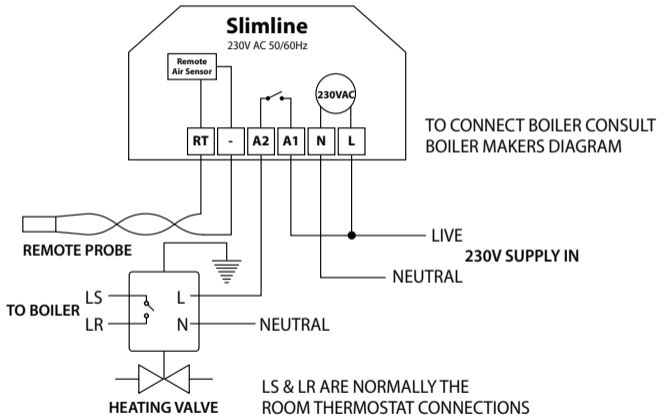 Slimline
230V AC 50/60Hz
Remote
Air Sensor
230VAC
RT - A2 A1 N L
TO CONNECT BOILER CONSULT
BOILER MAKERS DIAGRAM
REMOTE PROBE
LIVE
230V SUPPLY IN
NEUTRAL
TO BOILER
LS
LR
L
N
NEUTRAL
HEATING VALVE
LS & LR ARE NORMALLY THE
ROOM THERMOSTAT CONNECTIONS